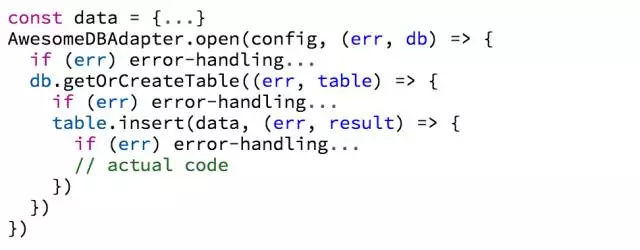 const data = {...}
AwesomeDBAdapter.open(config, (err, db) => {
  if (err) error-handling...
  db.getOrCreateTable((err, table) => {
    if (err) error-handling...
    table.insert(data, (err, result) => {
      if (err) error-handling...
      // actual code
    })
  })
})